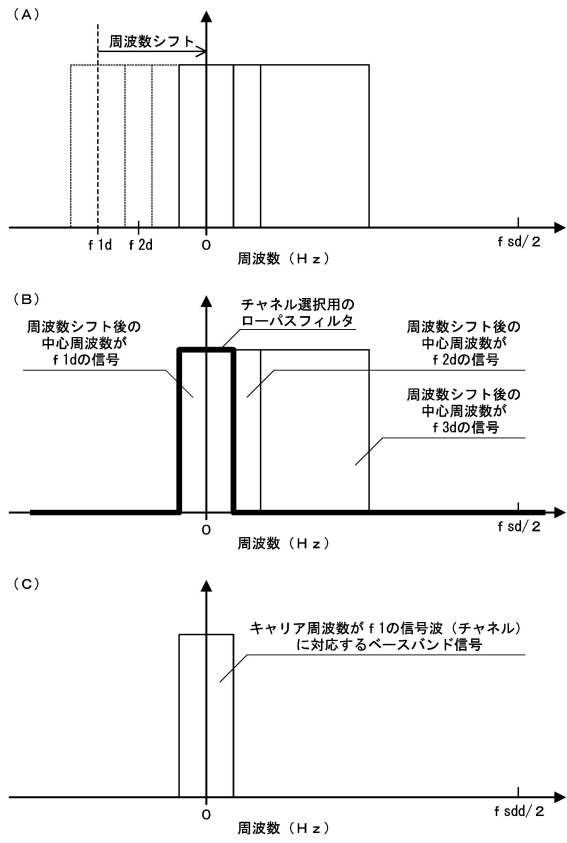 （A）
周波数シフト
f 1d
f 2d
0
f sd/2
周波数（Hz）
（B）
周波数シフト後の
中心周波数が
f 1dの信号
チャネル選択用の
ローパスフィルタ
周波数シフト後の
中心周波数が
f 2dの信号
周波数シフト後の
中心周波数が
f 3dの信号
0
f sd/2
周波数（Hz）
（C）
キャリア周波数が f 1の信号波（チャネル）
に対応するベースバンド信号
0
f sdd/2
周波数（Hz）